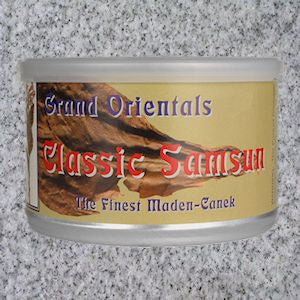 Grand Orientals
Classic Samsun
The Finest Maden-Canek